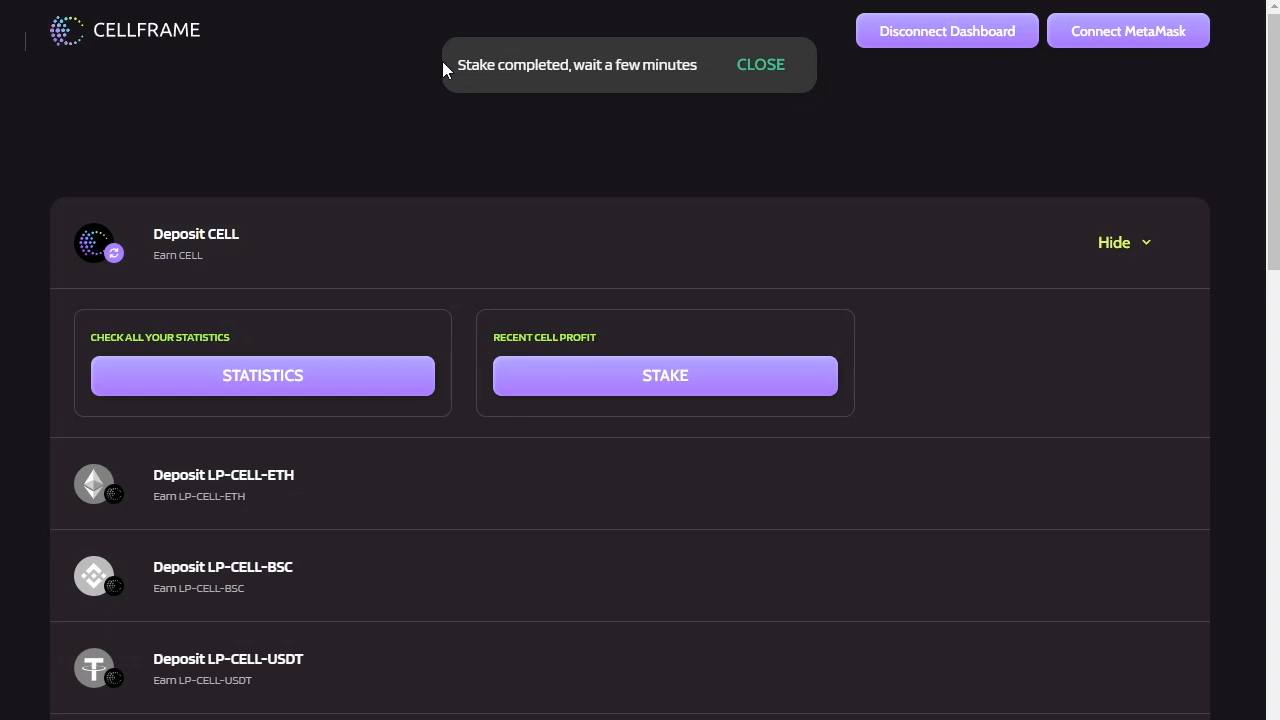 CELLFRAME
Disconnect Dashboard
Connect MetaMask
Stake completed, wait a few minutes
CLOSE
Deposit CELL
Earn CELL
Hide
CHECK ALL YOUR STATISTICS
STATISTICS
RECENT CELL PROFIT
STAKE
Deposit LP-CELL-ETH
Earn LP-CELL-ETH
Deposit LP-CELL-BSC
Earn LP-CELL-BSC
Deposit LP-CELL-USDT
Earn LP-CELL-USDT